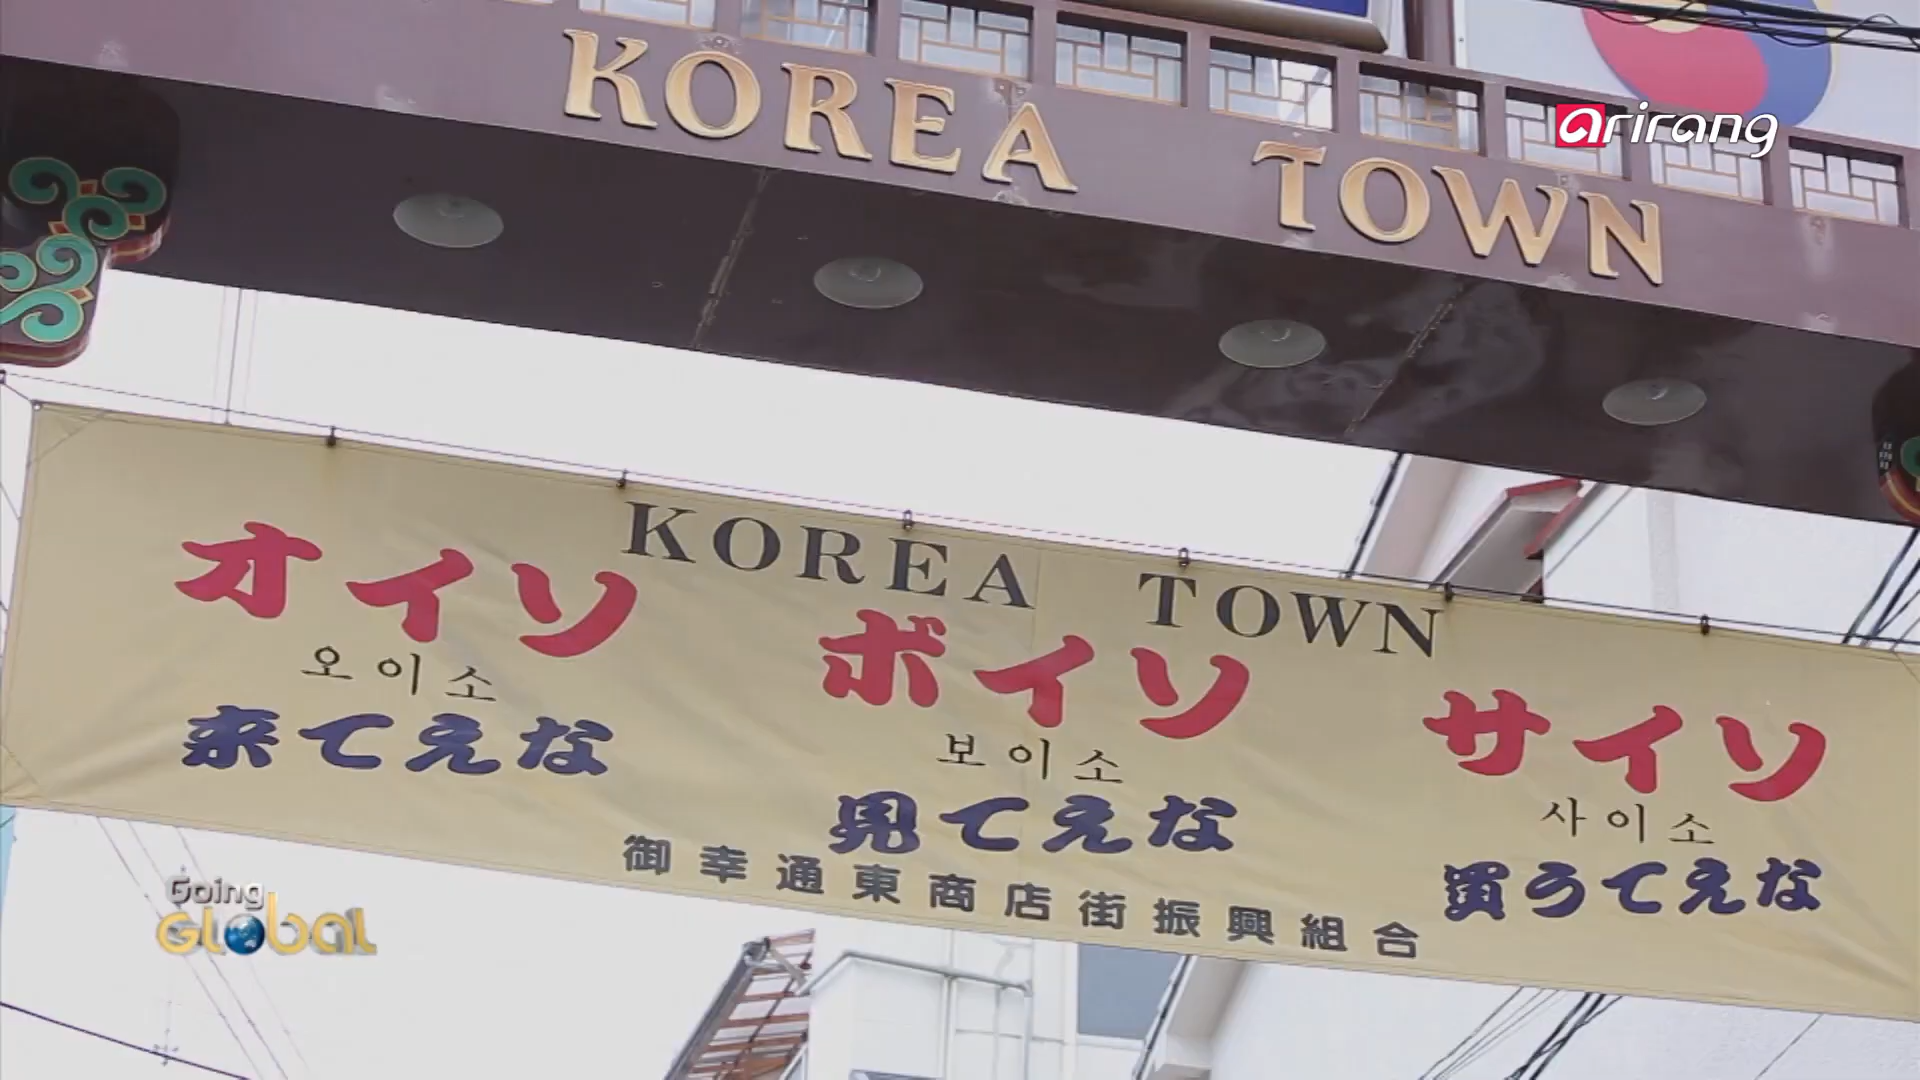 KOREA TOWN
arirang
KOREA TOWN
オイソ ボイソ サイソ
오이소 보이소 사이소
来てえな 見てえな 買うてえな
御幸通東商店街振興組合
Going
GLObaL